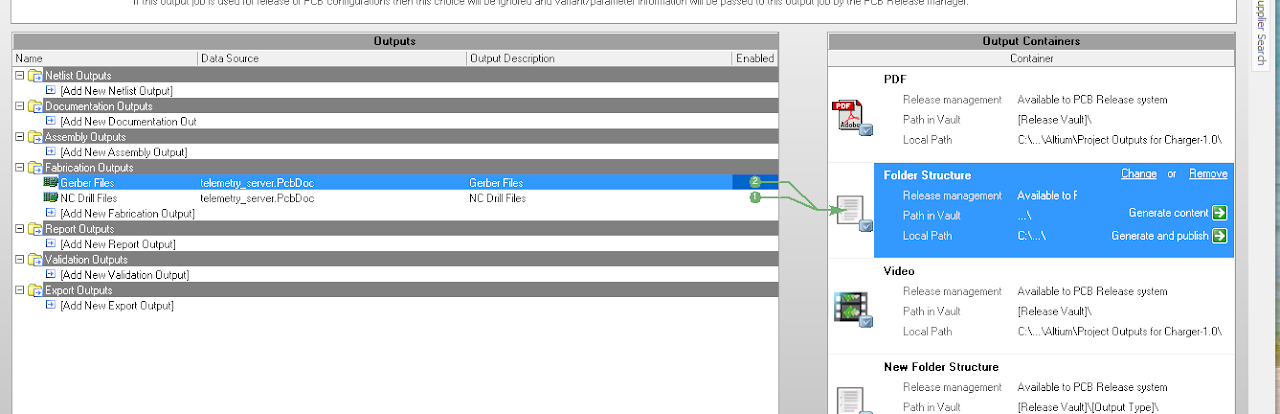 If this output job is used for release of PCB configurations then this choice will be ignored and variant/parameter information will be passed to this output job by the PCB Release manager.
Supplier Search
Outputs
Name Data Source Output Description Enabled
Netlist Outputs
[Add New Netlist Output]
Documentation Outputs
[Add New Documentation Out
Assembly Outputs
[Add New Assembly Output]
Fabrication Outputs
Gerber Files telemetry_server.PcbDoc Gerber Files 2
NC Drill Files telemetry_server.PcbDoc NC Drill Files 1
[Add New Fabrication Output]
Report Outputs
[Add New Report Output]
Validation Outputs
[Add New Validation Output]
Export Outputs
[Add New Export Output]
Output Containers
Container
PDF
PDF
Adobe
Release management Available to PCB Release system
Path in Vault [Release Vault]\
Local Path C:\...\Altium\Project Outputs for Charger-1.0\
Folder Structure Change or Remove
Release management Available to P
Path in Vault ...\ Generate content
Local Path C:\...\ Generate and publish
Video
Release management Available to PCB Release system
Path in Vault [Release Vault]\
Local Path C:\...\Altium\Project Outputs for Charger-1.0\
New Folder Structure
Release management Available to PCB Release system
Path in Vault [Release Vault]\[Output Type]\